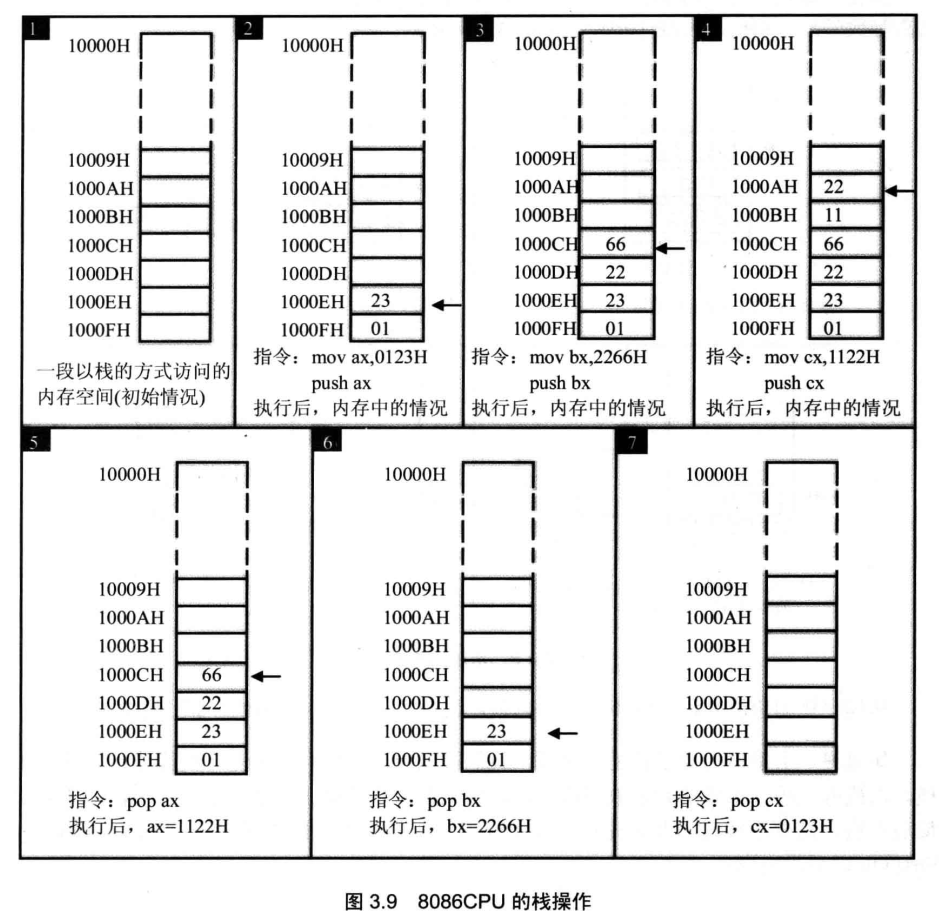 1
10000H
10009H
1000AH
1000BH
1000CH
1000DH
1000EH
1000FH
一段以栈的方式访问的
内存空间(初始情况)
2
10000H
10009H
1000AH
1000BH
1000CH
1000DH
1000EH 23
1000FH 01
指令：mov ax,0123H
push ax
执行后，内存中的情况
3
10000H
10009H
1000AH
1000BH
1000CH 66
1000DH 22
1000EH 23
1000FH 01
指令：mov bx,2266H
push bx
执行后，内存中的情况
4
10000H
10009H
1000AH 22
1000BH 11
1000CH 66
1000DH 22
1000EH 23
1000FH 01
指令：mov cx,1122H
push cx
执行后，内存中的情况
5
10000H
10009H
1000AH
1000BH
1000CH 66
1000DH 22
1000EH 23
1000FH 01
指令：pop ax
执行后，ax=1122H
6
10000H
10009H
1000AH
1000BH
1000CH
1000DH
1000EH 23
1000FH 01
指令：pop bx
执行后，bx=2266H
7
10000H
10009H
1000AH
1000BH
1000CH
1000DH
1000EH
1000FH
指令：pop cx
执行后，cx=0123H
图 3.9 8086CPU 的栈操作